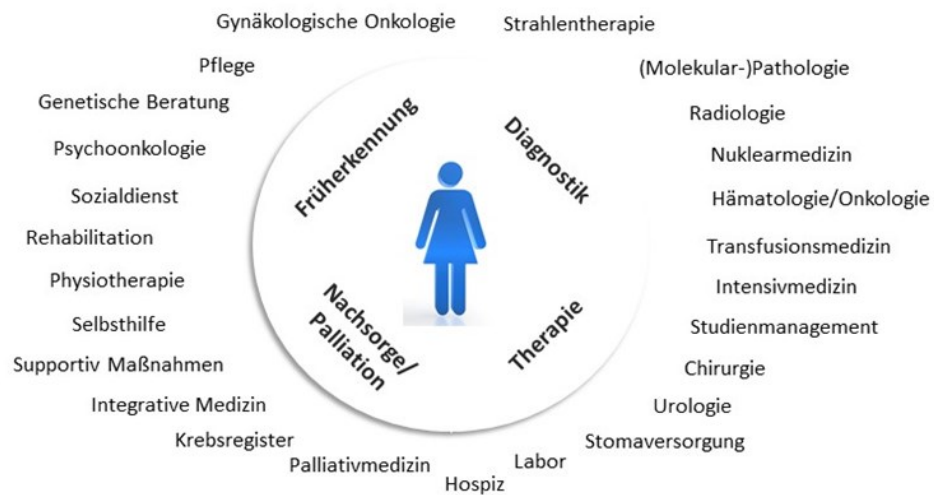 Gynäkologische Onkologie
Strahlentherapie
Pflege
(Molekular-)Pathologie
Genetische Beratung
Radiologie
Psychoonkologie
Nuklearmedizin
Sozialdienst
Hämatologie/Onkologie
Rehabilitation
Transfusionsmedizin
Physiotherapie
Intensivmedizin
Selbsthilfe
Studienmanagement
Supportiv Maßnahmen
Chirurgie
Integrative Medizin
Urologie
Krebsregister
Stomaversorgung
Palliativmedizin
Labor
Hospiz
Früherkennung
Diagnostik
Nachsorge/
Palliation
Therapie